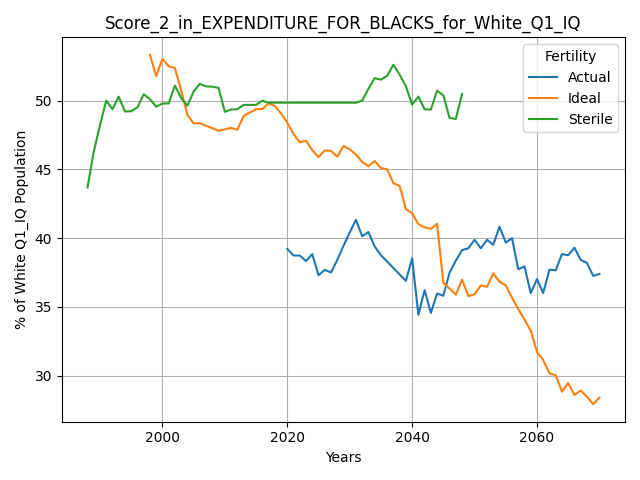 Score_2_in_EXPENDITURE_FOR_BLACKS_for_White_Q1_IQ
% of White Q1_IQ Population
50
45
40
35
30
Fertility
Actual
Ideal
Sterile
2000
2020
2040
2060
Years